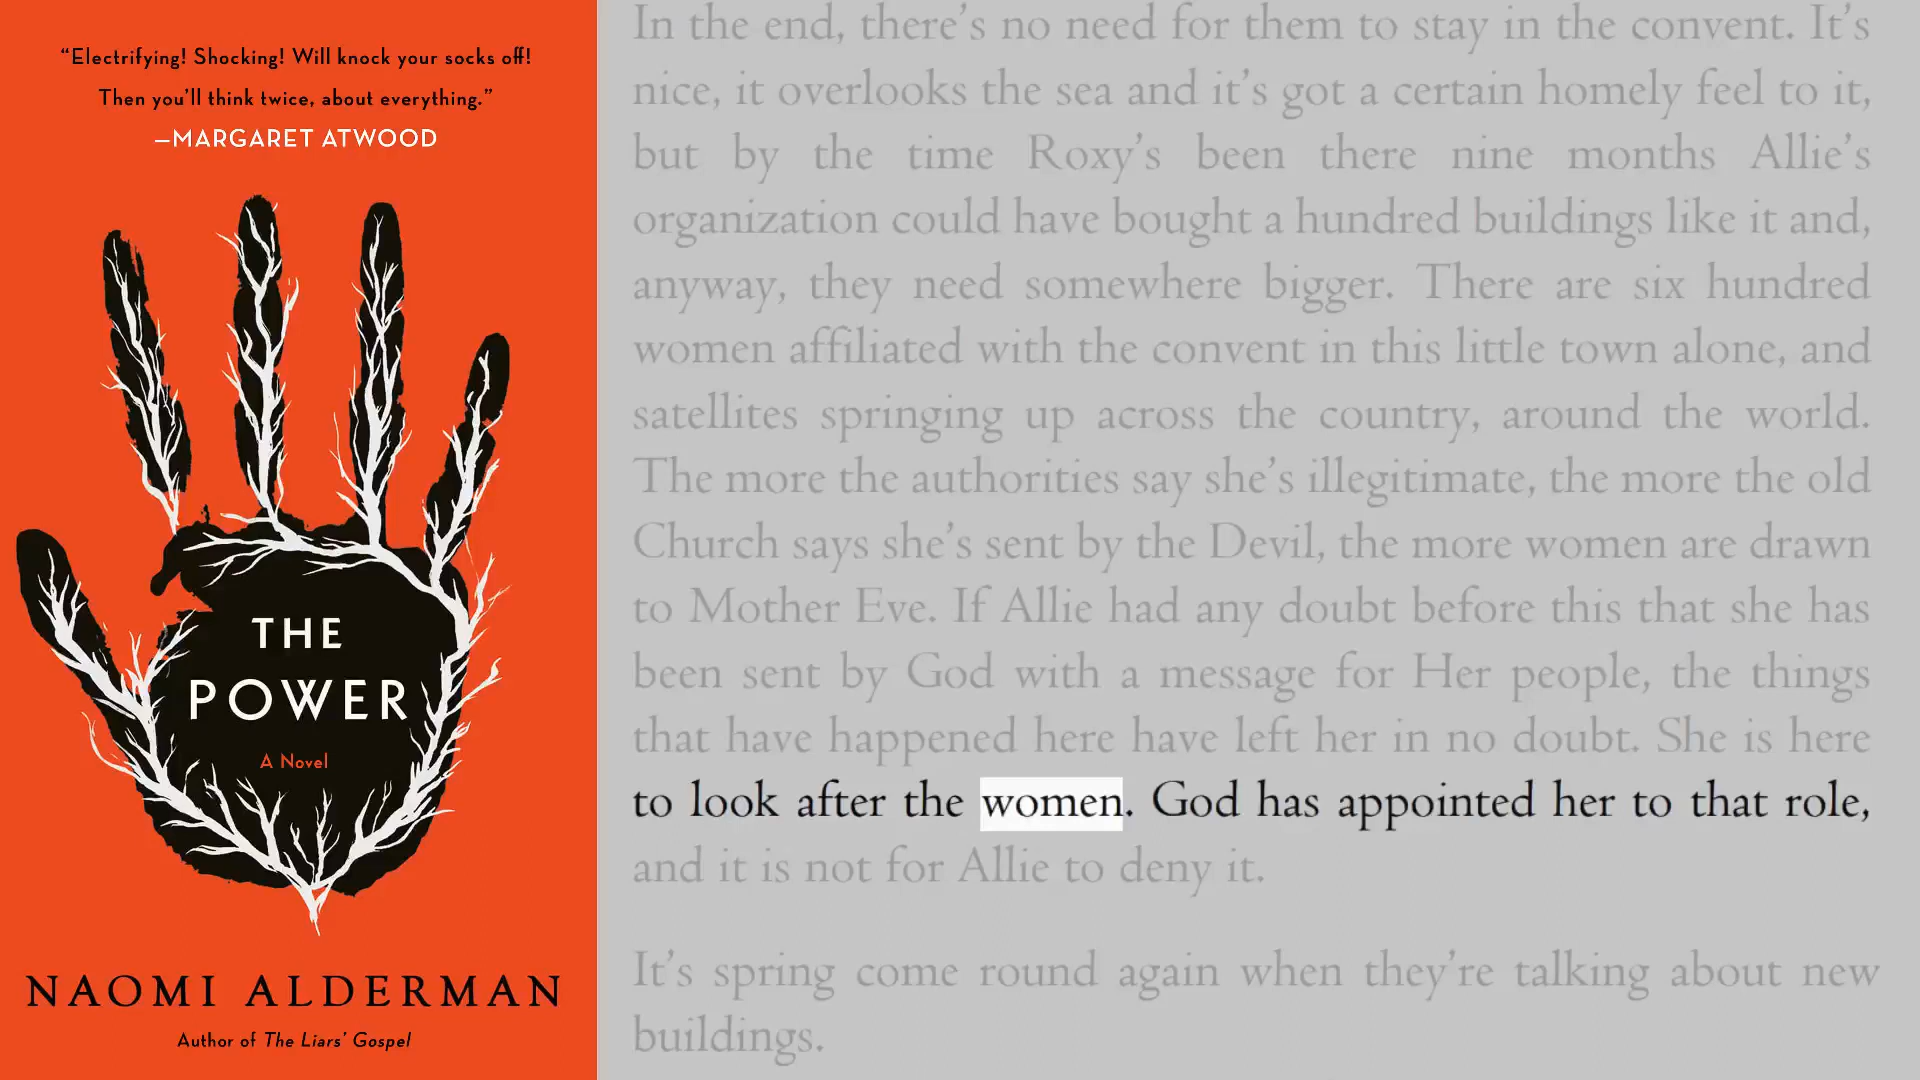 “Electrifying! Shocking! Will knock your socks off!
Then you’ll think twice, about everything.”
—MARGARET ATWOOD
THE
POWER
A Novel
NAOMI ALDERMAN
Author of The Liars’ Gospel
In the end, there’s no need for them to stay in the convent. It’s
nice, it overlooks the sea and it’s got a certain homely feel to it,
but by the time Roxy’s been there nine months Allie’s
organization could have bought a hundred buildings like it and,
anyway, they need somewhere bigger. There are six hundred
women affiliated with the convent in this little town alone, and
satellites springing up across the country, around the world.
The more the authorities say she’s illegitimate, the more the old
Church says she’s sent by the Devil, the more women are drawn
to Mother Eve. If Allie had any doubt before this that she has
been sent by God with a message for Her people, the things
that have happened here have left her in no doubt. She is here
to look after the women. God has appointed her to that role,
and it is not for Allie to deny it.
It’s spring come round again when they’re talking about new
buildings.